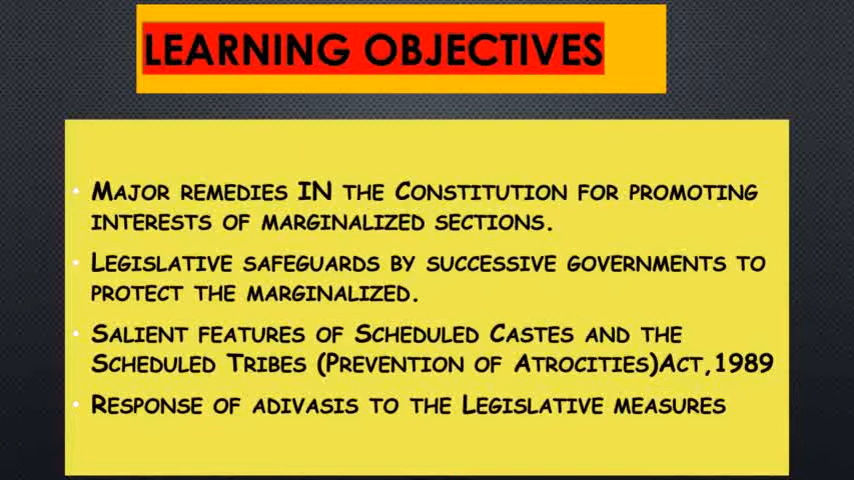 LEARNING OBJECTIVES
• MAJOR REMEDIES IN THE CONSTITUTION FOR PROMOTING
INTERESTS OF MARGINALIZED SECTIONS.
• LEGISLATIVE SAFEGUARDS BY SUCCESSIVE GOVERNMENTS TO
PROTECT THE MARGINALIZED.
• SALIENT FEATURES OF SCHEDULED CASTES AND THE
SCHEDULED TRIBES (PREVENTION OF ATROCITIES)ACT,1989
• RESPONSE OF ADIVASIS TO THE LEGISLATIVE MEASURES